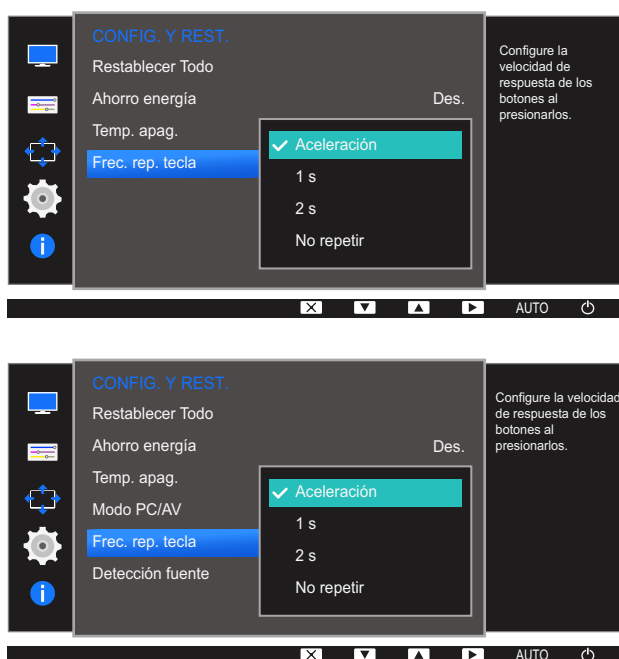 CONFIG. Y REST.
Restablecer Todo
Ahorro energía Des.
Temp. apag.
Frec. rep. tecla
Aceleración
1 s
2 s
No repetir
Configure la
velocidad de
respuesta de los
botones al
presionarlos.
AUTO
CONFIG. Y REST.
Restablecer Todo
Ahorro energía Des.
Temp. apag.
Modo PC/AV
Frec. rep. tecla
Detección fuente
Aceleración
1 s
2 s
No repetir
Configure la velocidad
de respuesta de los
botones al
presionarlos.
AUTO